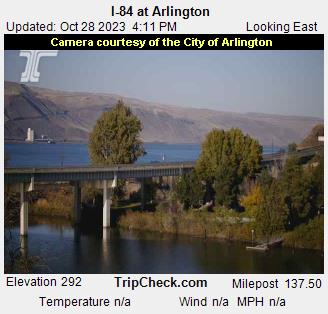 I-84 at Arlington
Updated: Oct 28 2023 4:11 PM Looking East
Camera courtesy of the City of Arlington
Elevation 292 TripCheck.com Milepost 137.50
Temperature n/a Wind n/a MPH n/a